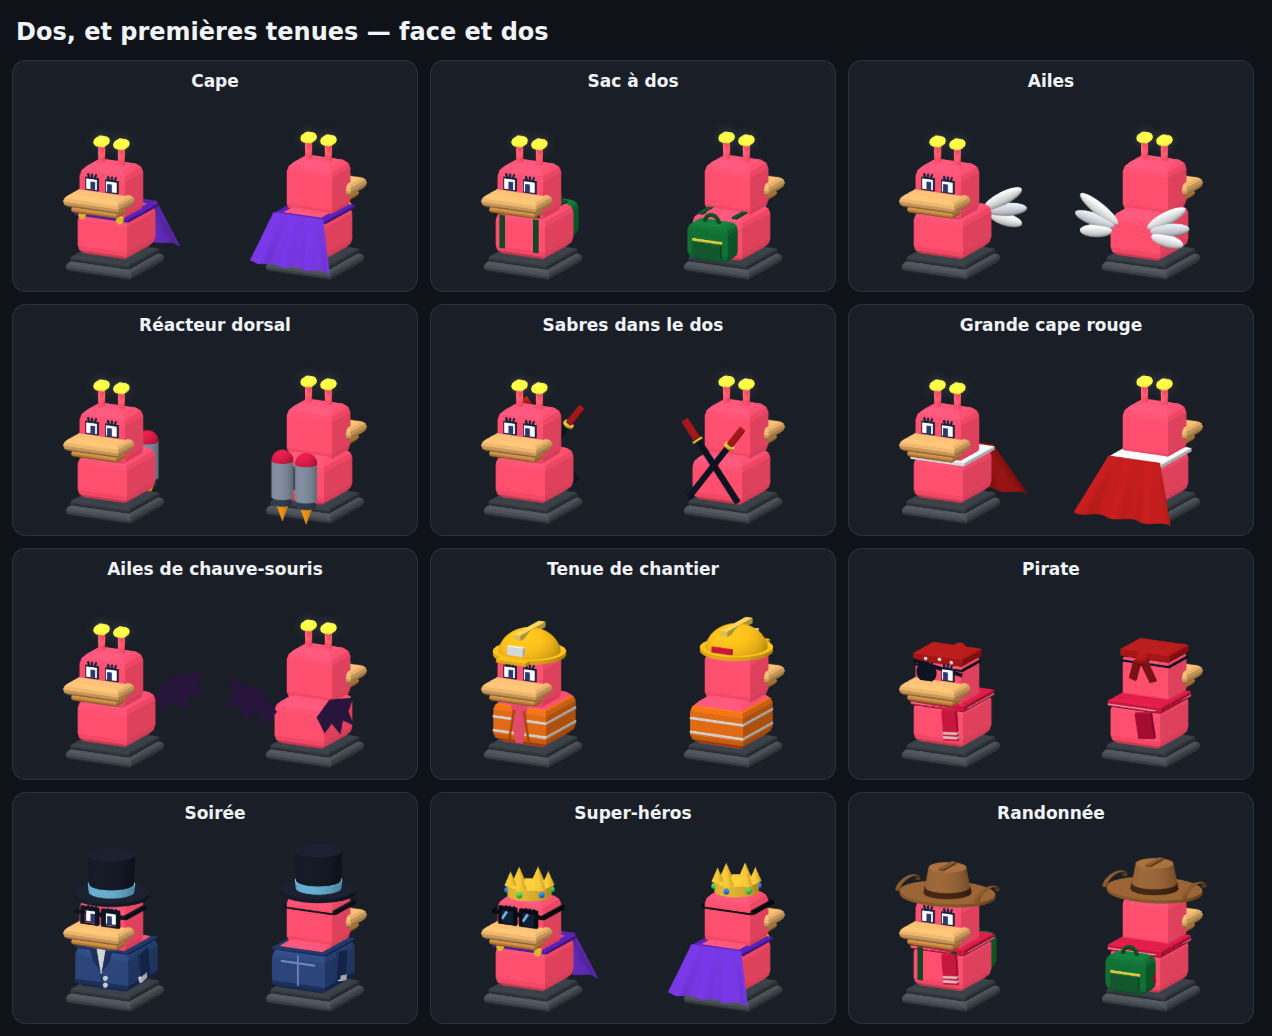 Dos, et premières tenues — face et dos
Cape
Sac à dos
Ailes
Réacteur dorsal
Sabres dans le dos
Grande cape rouge
Ailes de chauve-souris
Tenue de chantier
Pirate
Soirée
Super-héros
Randonnée